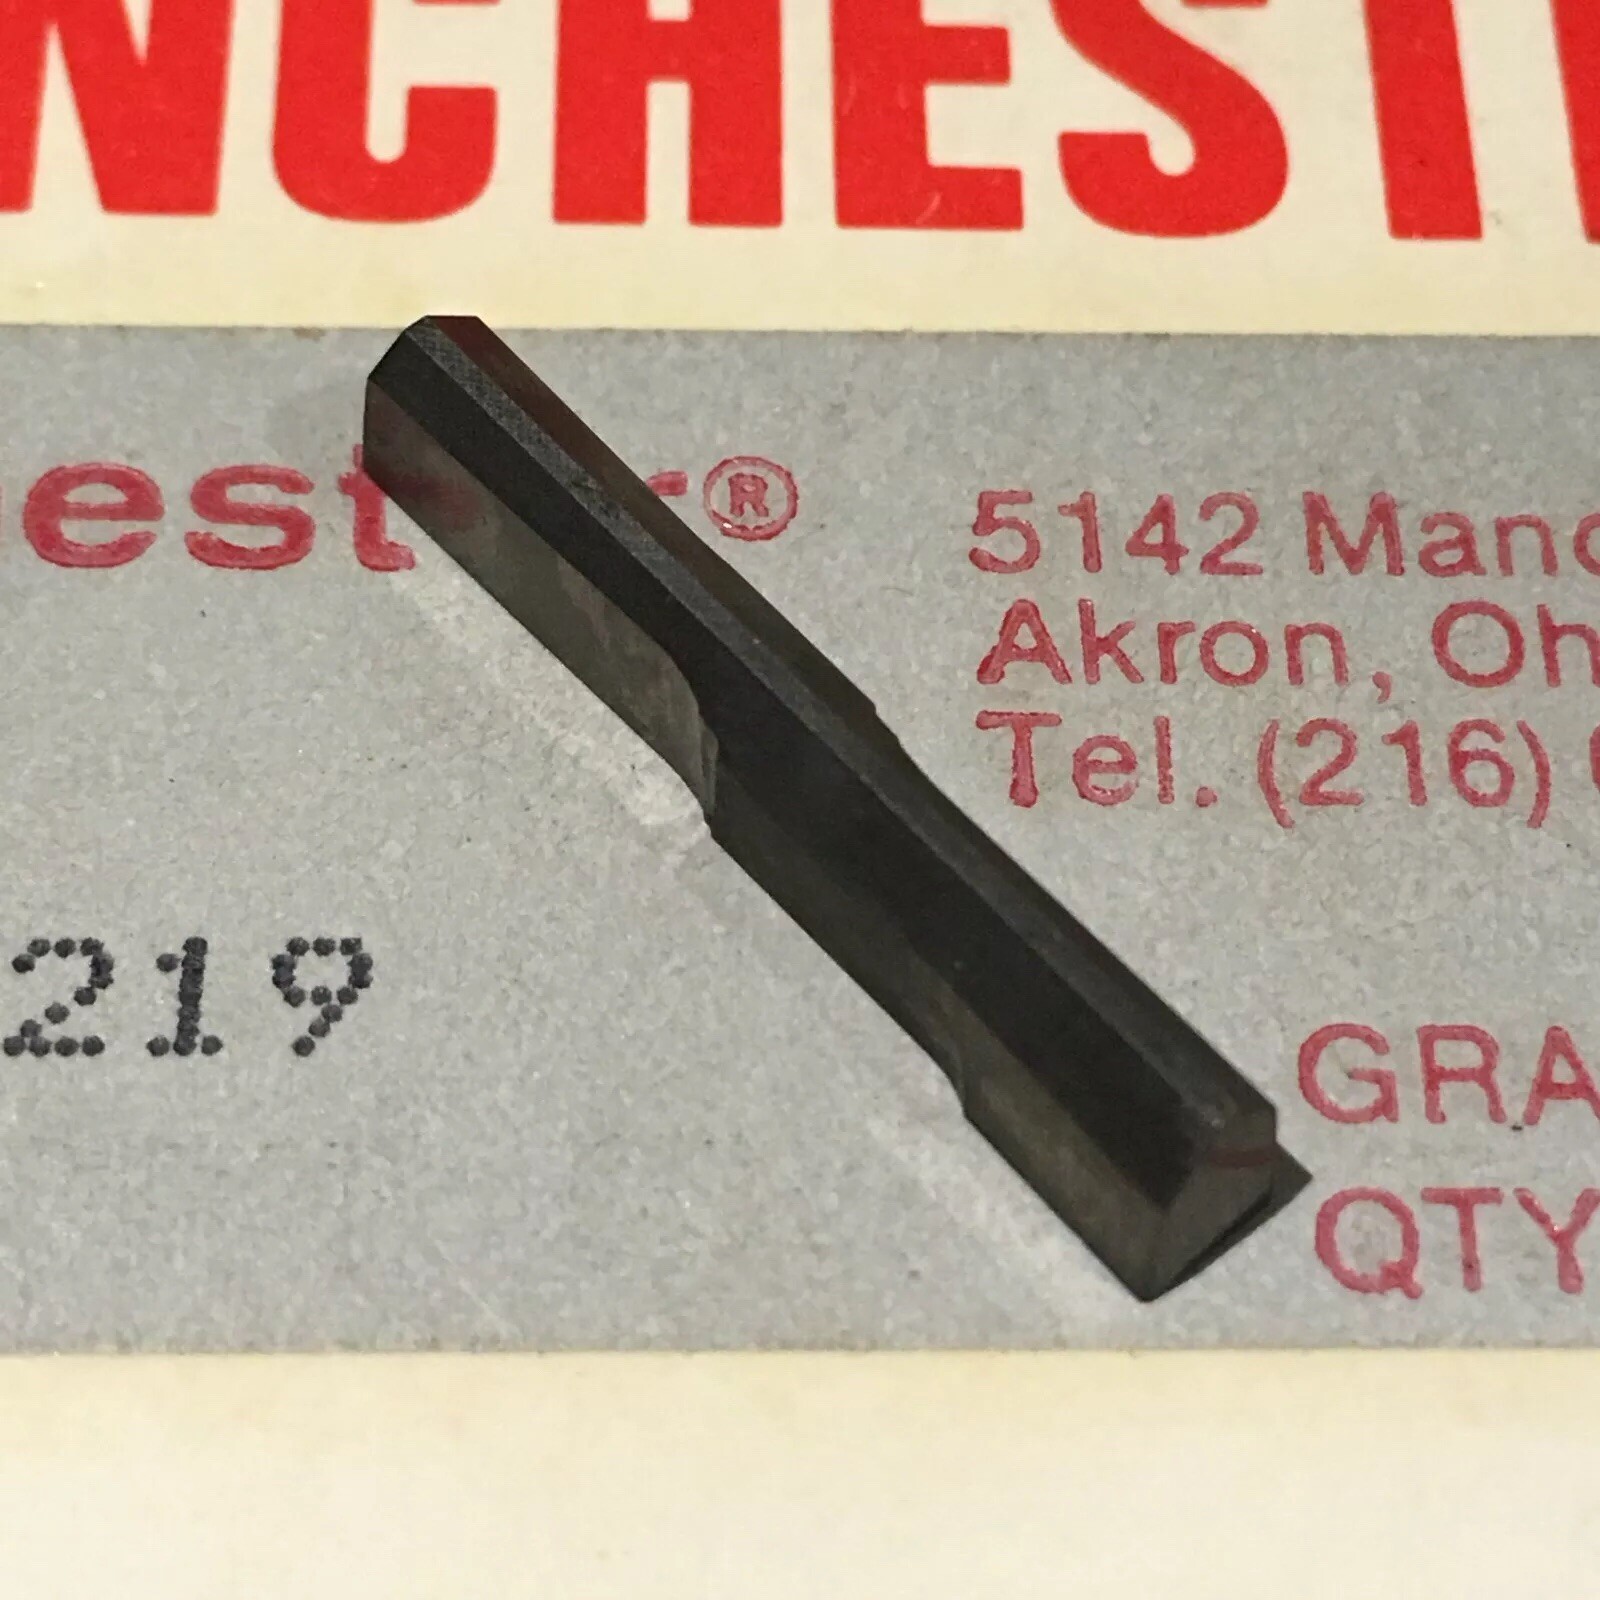 NCHEST
est r®
5142 Manc
Akron, Oh
Tel. (216)
219
GRA
QTY